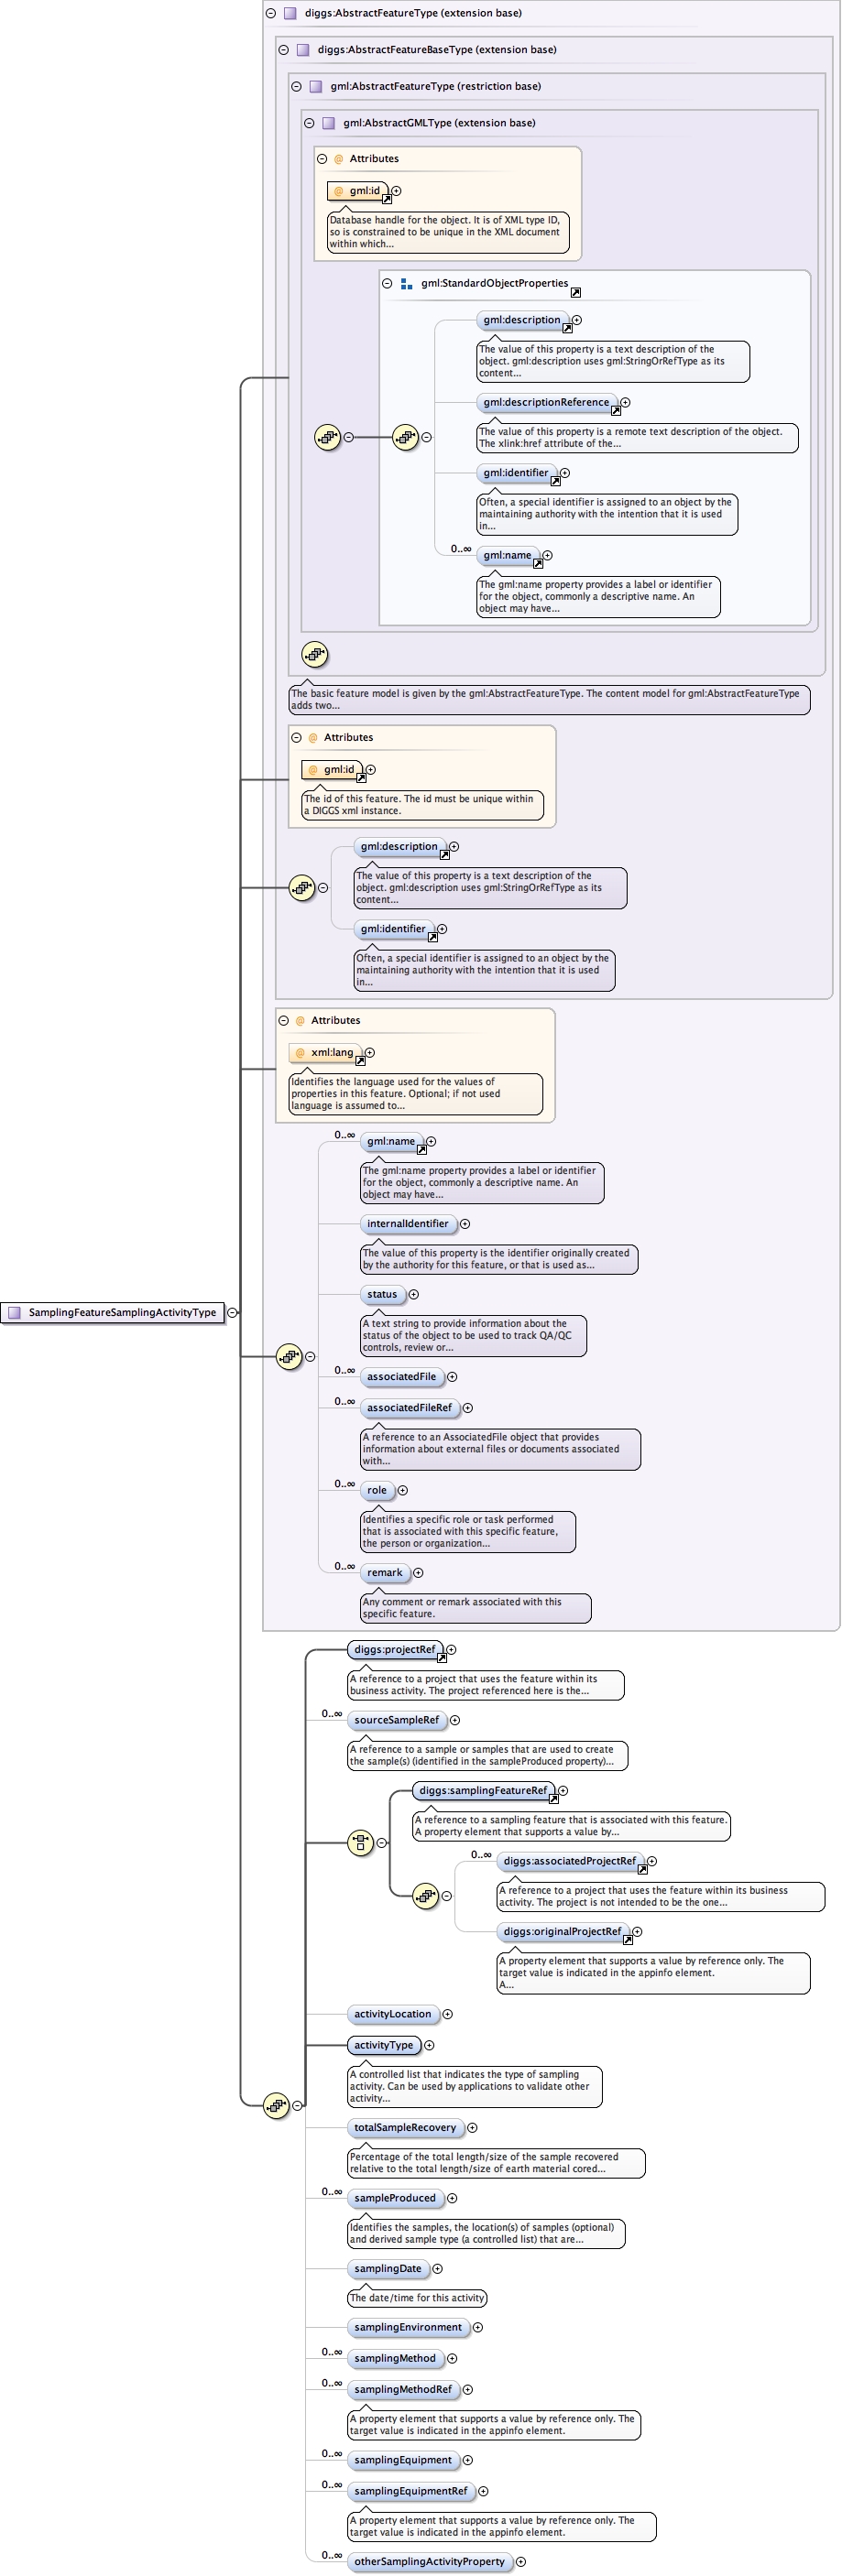 diggs:AbstractFeatureType (extension base)
diggs:AbstractFeatureBaseType (extension base)
gml:AbstractFeatureType (restriction base)
gml:AbstractGMLType (extension base)
@ Attributes
@ gml:id
Database handle for the object. It is of XML type ID,
so is constrained to be unique in the XML document
within which...
gml:StandardObjectProperties
gml:description
The value of this property is a text description of the
object. gml:description uses gml:StringOrRefType as its
content...
gml:descriptionReference
The value of this property is a remote text description of the object.
The xlink:href attribute of the...
gml:identifier
Often, a special identifier is assigned to an object by the
maintaining authority with the intention that it is used
in...
0..∞
gml:name
The gml:name property provides a label or identifier
for the object, commonly a descriptive name. An
object may have...
The basic feature model is given by the gml:AbstractFeatureType. The content model for gml:AbstractFeatureType
adds two...
@ Attributes
@ gml:id
The id of this feature. The id must be unique within
a DIGGS xml instance.
gml:description
The value of this property is a text description of the
object. gml:description uses gml:StringOrRefType as its
content...
gml:identifier
Often, a special identifier is assigned to an object by the
maintaining authority with the intention that it is used
in...
@ Attributes
@ xml:lang
Identifies the language used for the values of
properties in this feature. Optional; if not used
language is assumed to...
0..∞
gml:name
The gml:name property provides a label or identifier
for the object, commonly a descriptive name. An
object may have...
internalIdentifier
The value of this property is the identifier originally created
by the authority for this feature, or that is used as...
status
SamplingFeatureSamplingActivityType
A text string to provide information about the
status of the object to be used to track QA/QC
controls, review or...
0..∞
associatedFile
0..∞
associatedFileRef
A reference to an AssociatedFile object that provides
information about external files or documents associated
with...
0..∞
role
Identifies a specific role or task performed
that is associated with this specific feature,
the person or organization...
0..∞
remark
Any comment or remark associated with this
specific feature.
diggs:projectRef
A reference to a project that uses the feature within its
business activity. The project referenced here is the...
0..∞
sourceSampleRef
A reference to a sample or samples that are used to create
the sample(s) (identified in the sampleProduced property)...
diggs:samplingFeatureRef
A reference to a sampling feature that is associated with this feature.
A property element that supports a value by...
0..∞
diggs:associatedProjectRef
A reference to a project that uses the feature within its business
activity. The project is not intended to be the one...
diggs:originalProjectRef
A property element that supports a value by reference only. The
target value is indicated in the appinfo element.
A...
activityLocation
activityType
A controlled list that indicates the type of sampling
activity. Can be used by applications to validate other
activity...
totalSampleRecovery
Percentage of the total length/size of the sample recovered
relative to the total length/size of earth material cored...
0..∞
sampleProduced
Identifies the samples, the location(s) of samples (optional)
and derived sample type (a controlled list) that are...
samplingDate
The date/time for this activity
samplingEnvironment
0..∞
samplingMethod
0..∞
samplingMethodRef
A property element that supports a value by reference only. The
target value is indicated in the appinfo element.
0..∞
samplingEquipment
0..∞
samplingEquipmentRef
A property element that supports a value by reference only. The
target value is indicated in the appinfo element.
0..∞
otherSamplingActivityProperty